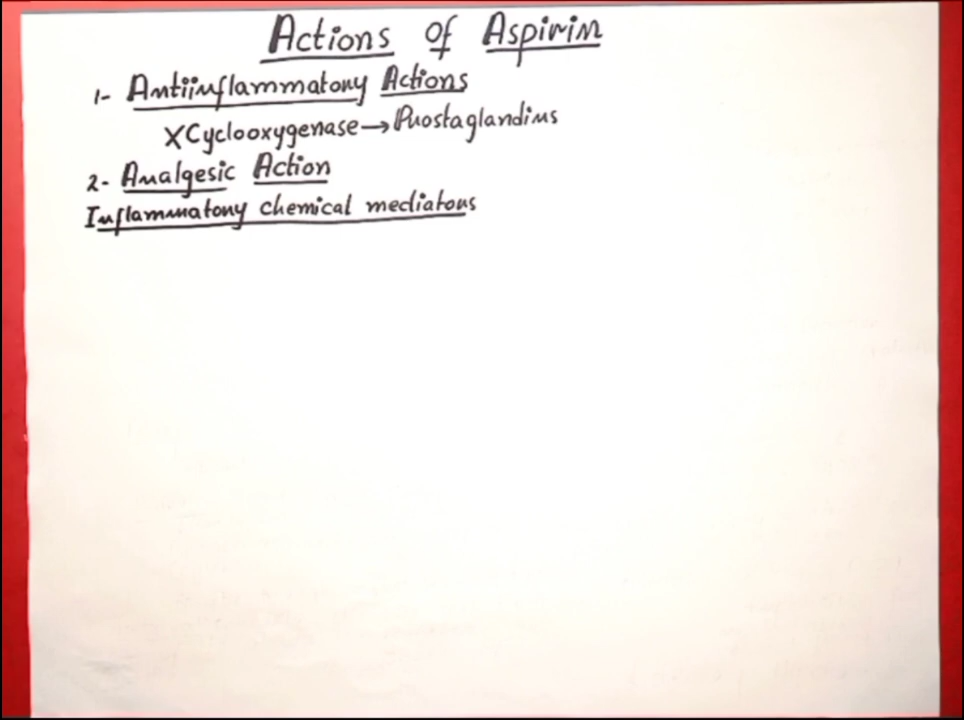 Actions of Aspirin
1- Antiinflammatory Actions
XCyclooxygenase→Prostaglandins
2- Analgesic Action
Inflammatory chemical mediators